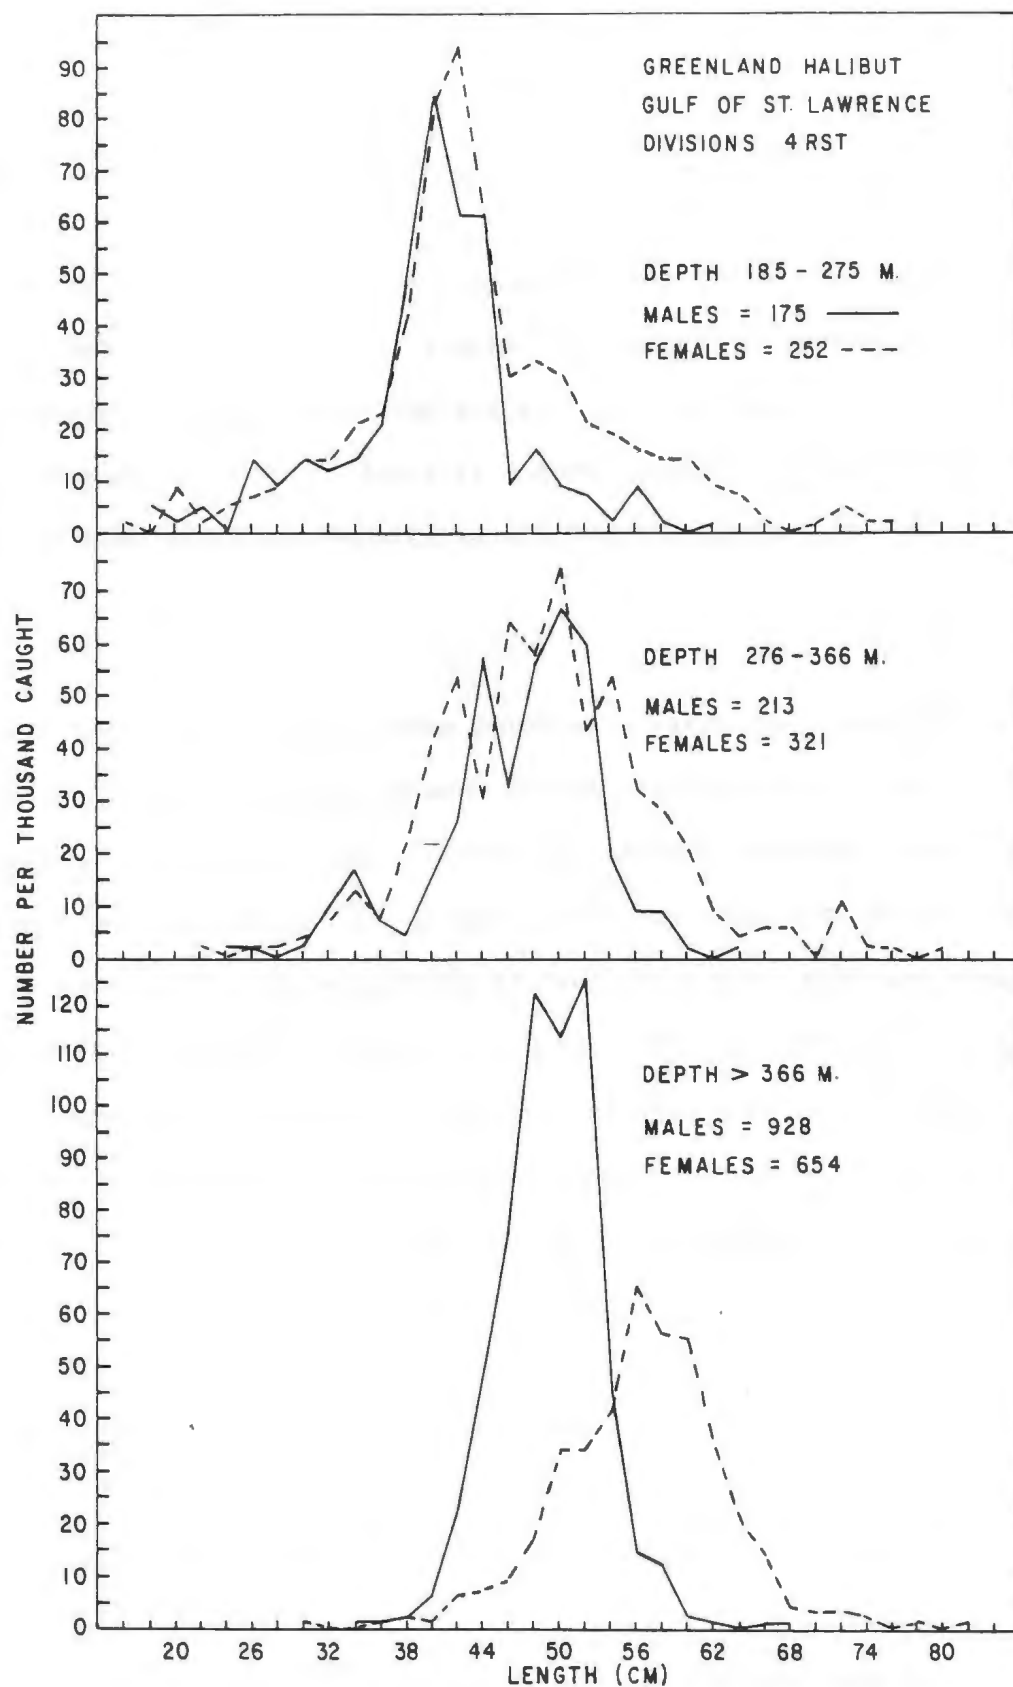 GREENLAND HALIBUT
GULF OF ST. LAWRENCE
DIVISIONS 4RST
DEPTH 185 - 275 M.
MALES = 175
FEMALES = 252
90
80
70
60
50
40
30
20
10
0
DEPTH 276 - 366 M.
MALES = 213
FEMALES = 321
70
60
50
40
30
20
10
0
NUMBER PER THOUSAND CAUGHT
DEPTH > 366 M.
MALES = 928
FEMALES = 654
120
110
100
90
80
70
60
50
40
30
20
10
0
20 26 32 38 44 50 56 62 68 74 80
LENGTH (CM)